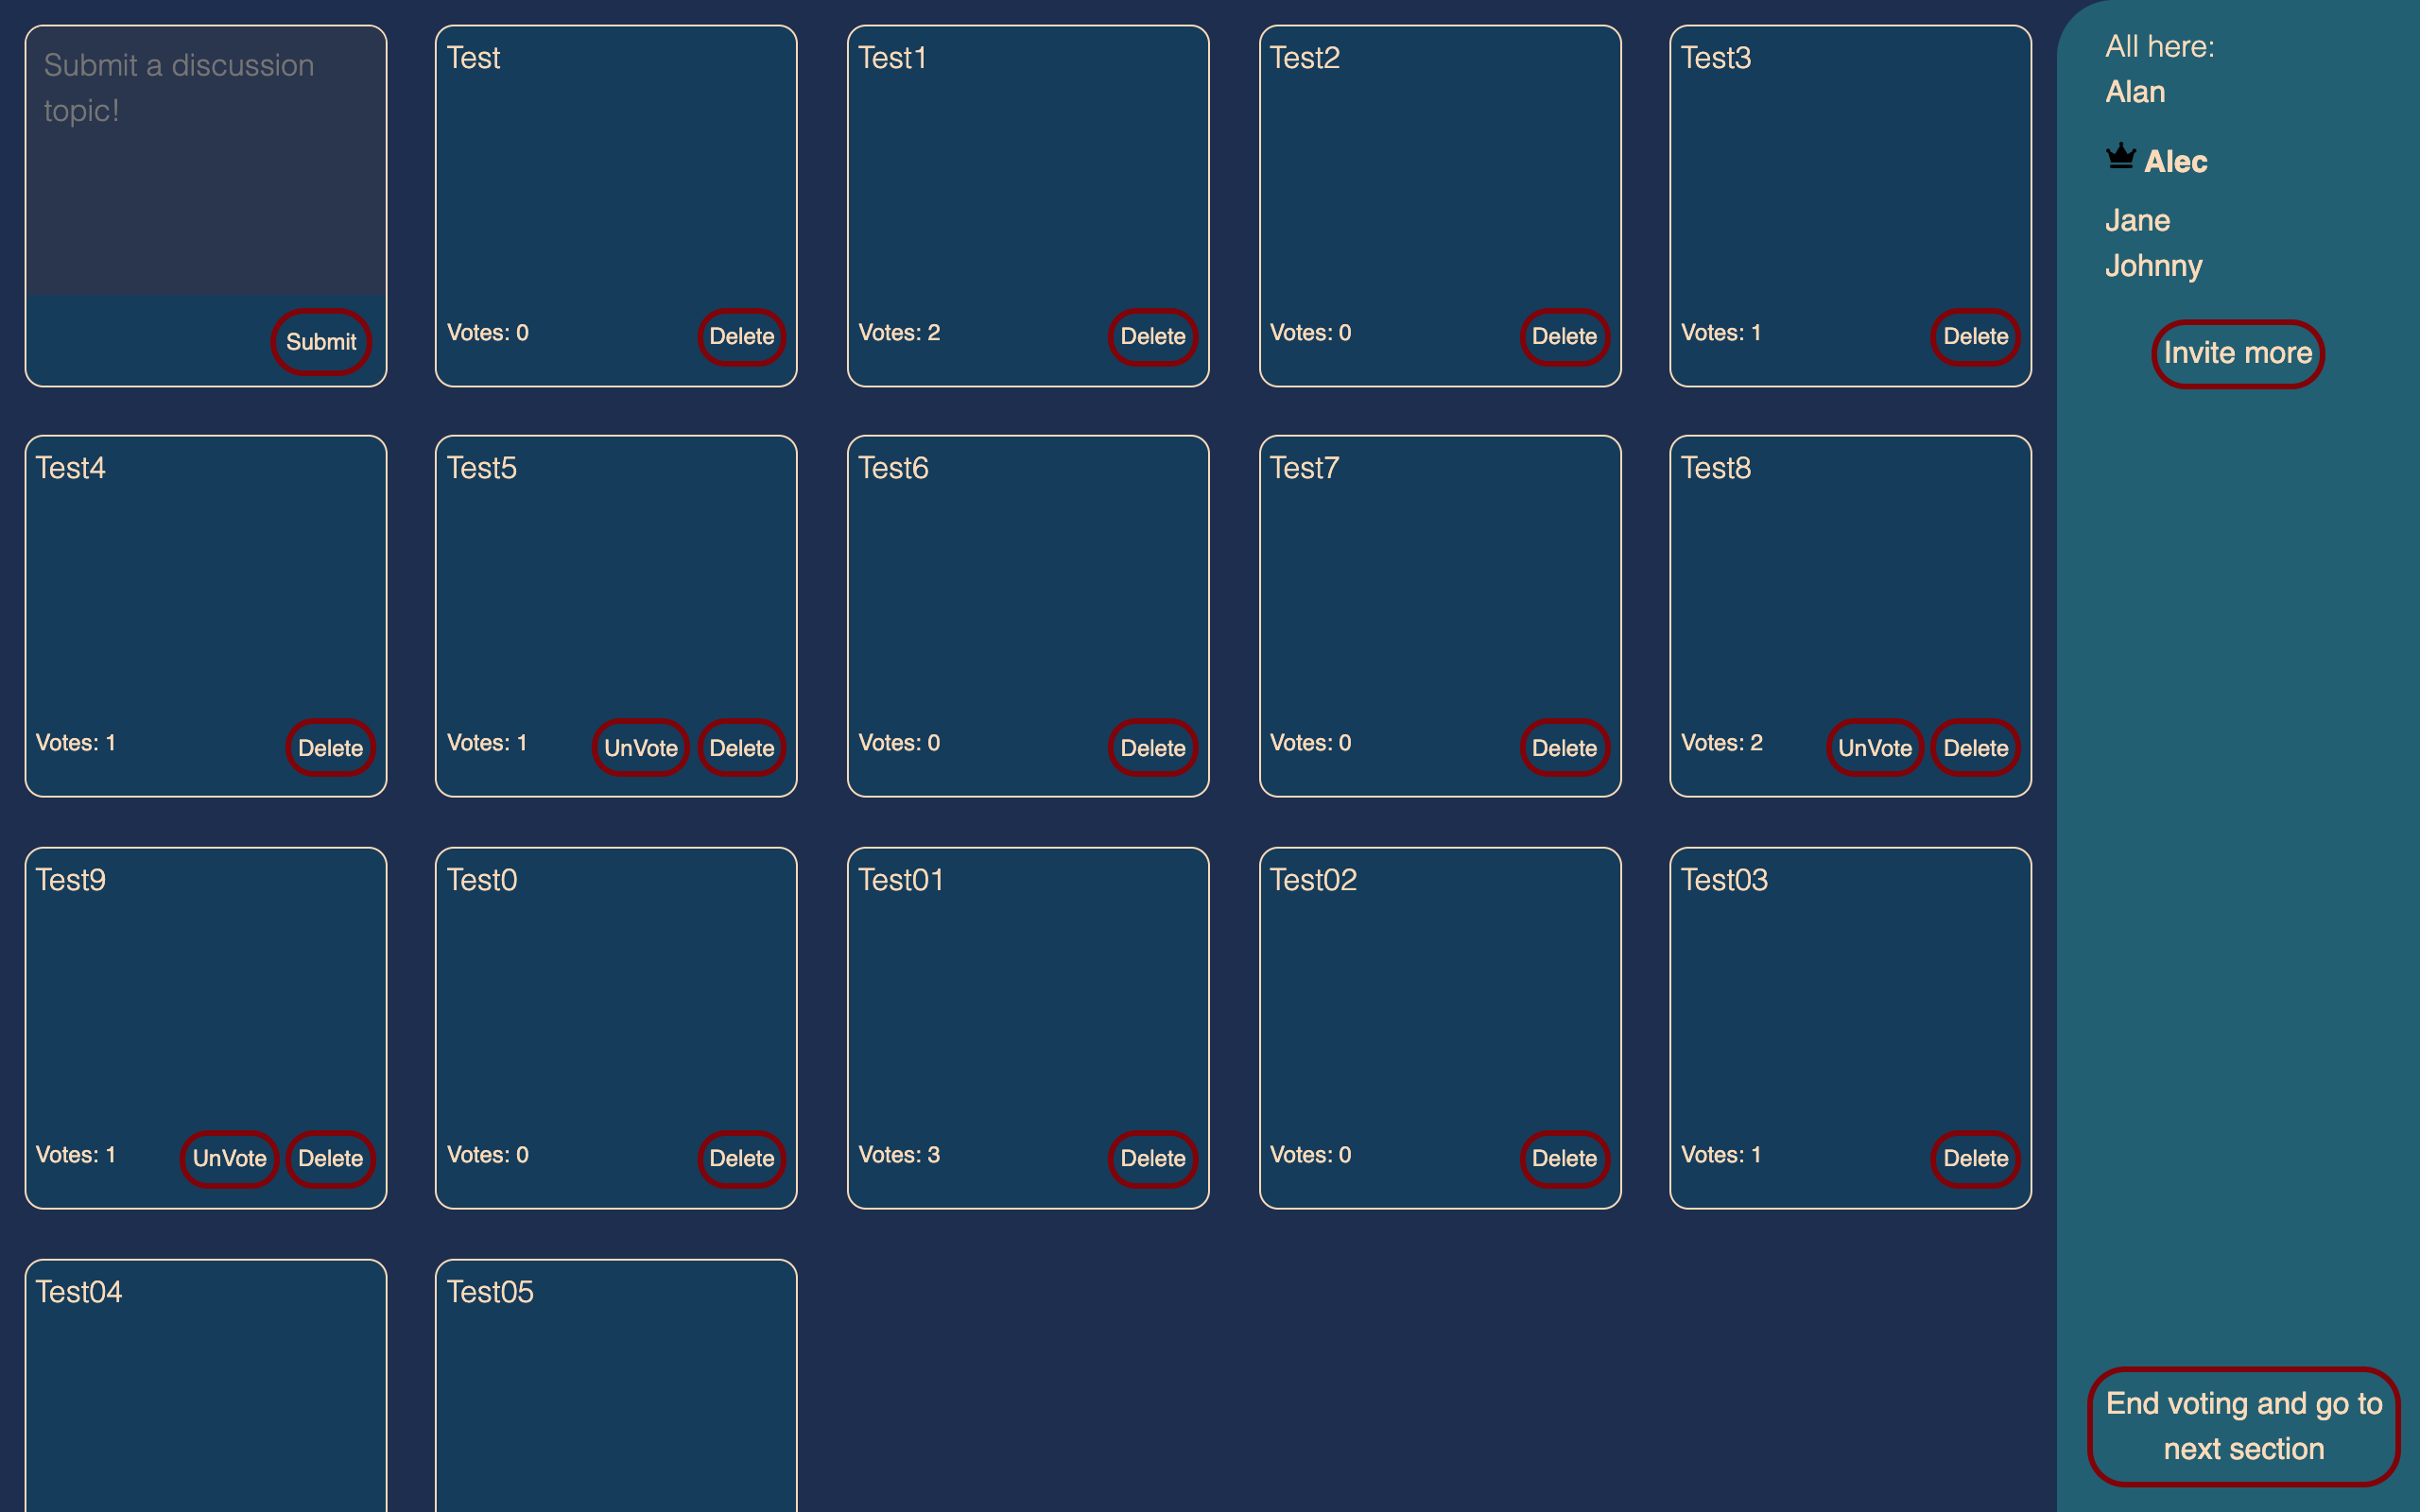 Submit a discussion
topic!
Submit
Test
Votes: 0
Delete
Test1
Votes: 2
Delete
Test2
Votes: 0
Delete
Test3
Votes: 1
Delete
Test4
Votes: 1
Delete
Test5
Votes: 1
UnVote
Delete
Test6
Votes: 0
Delete
Test7
Votes: 0
Delete
Test8
Votes: 2
UnVote
Delete
Test9
Votes: 1
UnVote
Delete
Test0
Votes: 0
Delete
Test01
Votes: 3
Delete
Test02
Votes: 0
Delete
Test03
Votes: 1
Delete
Test04
Test05
All here:
Alan
Alec
Jane
Johnny
Invite more
End voting and go to
next section